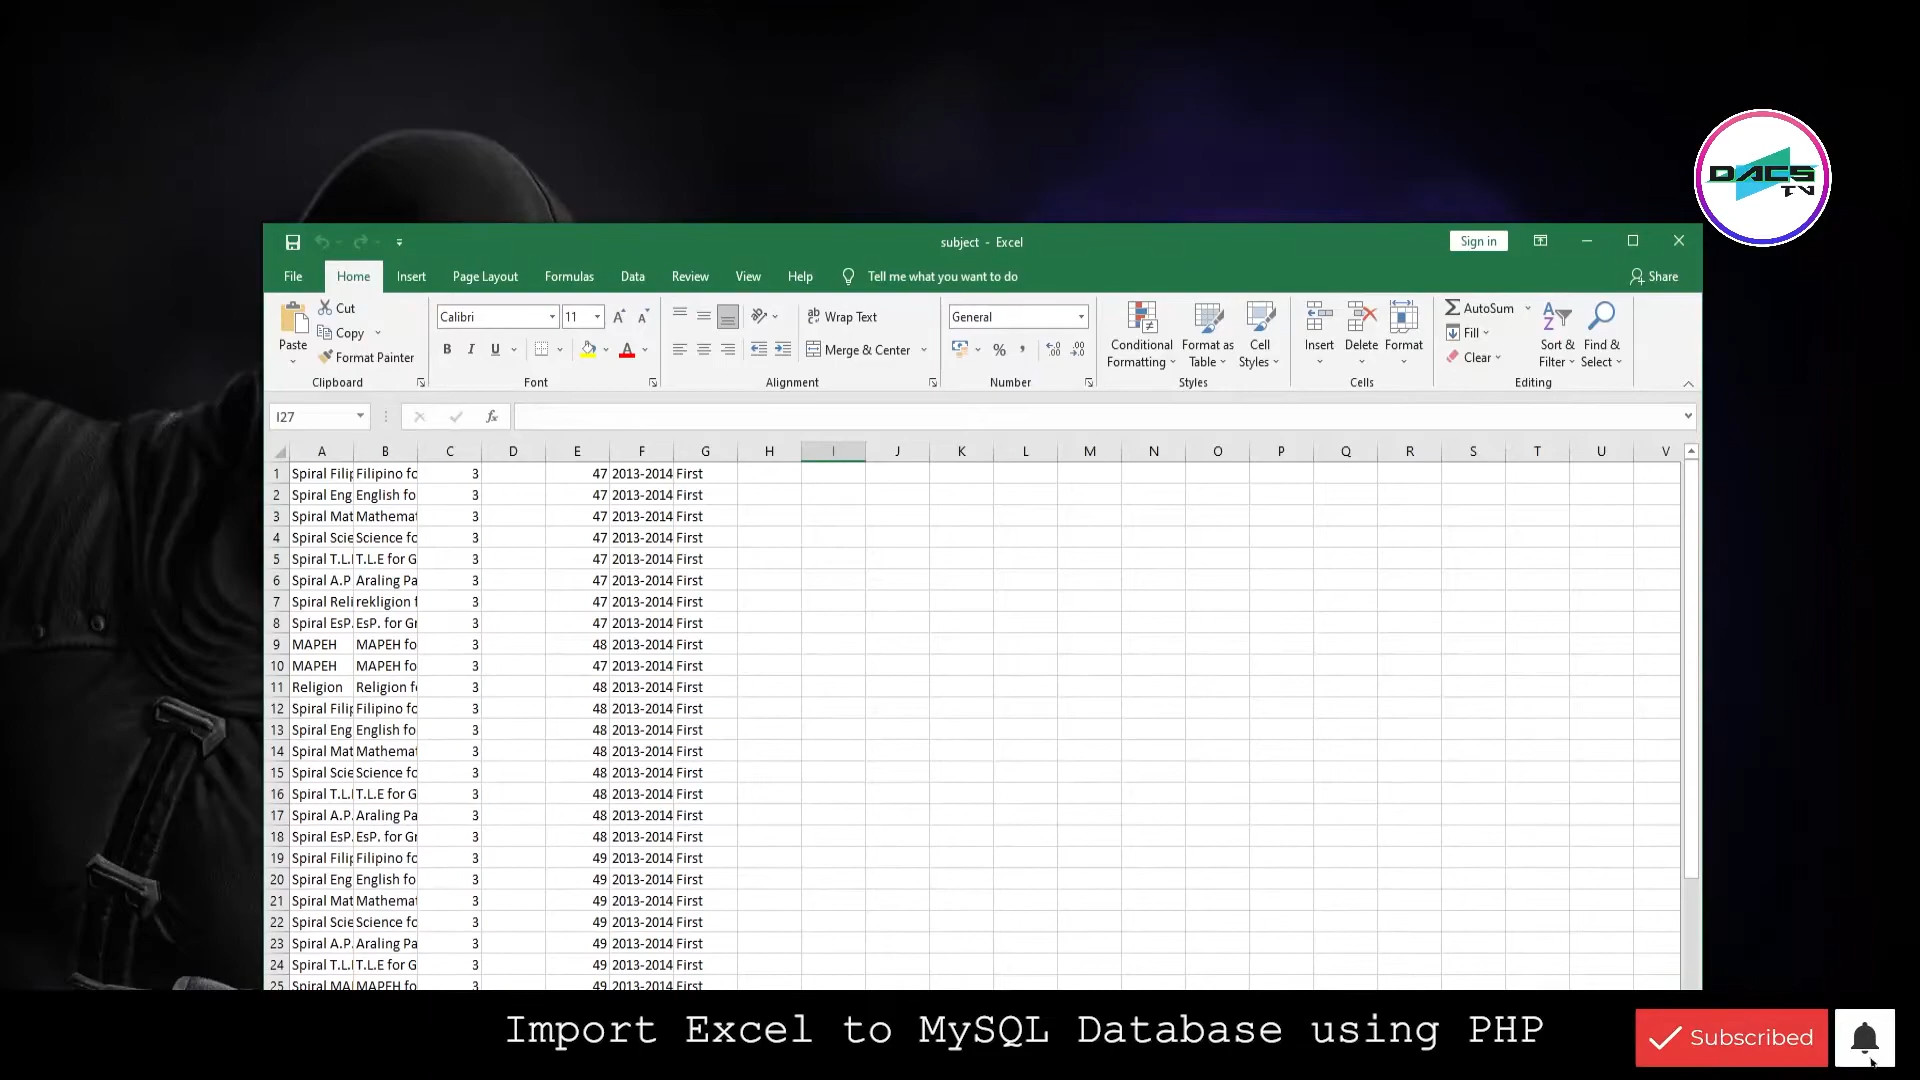 DACS
TV
subject - Excel
Sign in
File Home Insert Page Layout Formulas Data Review View Help Tell me what you want to do Share
Paste Cut
Copy
Format Painter
Clipboard
Calibri 11
B I U
Font
Wrap Text
Merge & Center
Alignment
General
Number
Conditional Formatting
Format as Table
Cell Styles
Styles
Insert Delete Format
Cells
AutoSum
Fill
Clear
Sort & Filter
Find & Select
Editing
I27 fx
A B C D E F G H I J K L M N O P Q R S T U V
1 Spiral Filip Filipino fo 3 47 2013-2014 First
2 Spiral Eng English fo 3 47 2013-2014 First
3 Spiral Mat Mathemat 3 47 2013-2014 First
4 Spiral Scie Science fo 3 47 2013-2014 First
5 Spiral T.L.E T.L.E for G 3 47 2013-2014 First
6 Spiral A.P Araling Pa 3 47 2013-2014 First
7 Spiral Reli rekligion f 3 47 2013-2014 First
8 Spiral EsP. EsP. for Gr 3 47 2013-2014 First
9 MAPEH MAPEH fo 3 48 2013-2014 First
10 MAPEH MAPEH fo 3 47 2013-2014 First
11 Religion Religion fo 3 48 2013-2014 First
12 Spiral Filip Filipino fo 3 48 2013-2014 First
13 Spiral Eng English fo 3 48 2013-2014 First
14 Spiral Mat Mathemat 3 48 2013-2014 First
15 Spiral Scie Science fo 3 48 2013-2014 First
16 Spiral T.L.E T.L.E for G 3 48 2013-2014 First
17 Spiral A.P. Araling Pa 3 48 2013-2014 First
18 Spiral EsP. EsP. for Gr 3 48 2013-2014 First
19 Spiral Filip Filipino fo 3 49 2013-2014 First
20 Spiral Eng English fo 3 49 2013-2014 First
21 Spiral Mat Mathemat 3 49 2013-2014 First
22 Spiral Scie Science fo 3 49 2013-2014 First
23 Spiral A.P. Araling Pa 3 49 2013-2014 First
24 Spiral T.L.E T.L.E for G 3 49 2013-2014 First
25 Spiral MAI MAPEH fo 3 49 2013-2014 First
Import Excel to MySQL Database using PHP
Subscribed